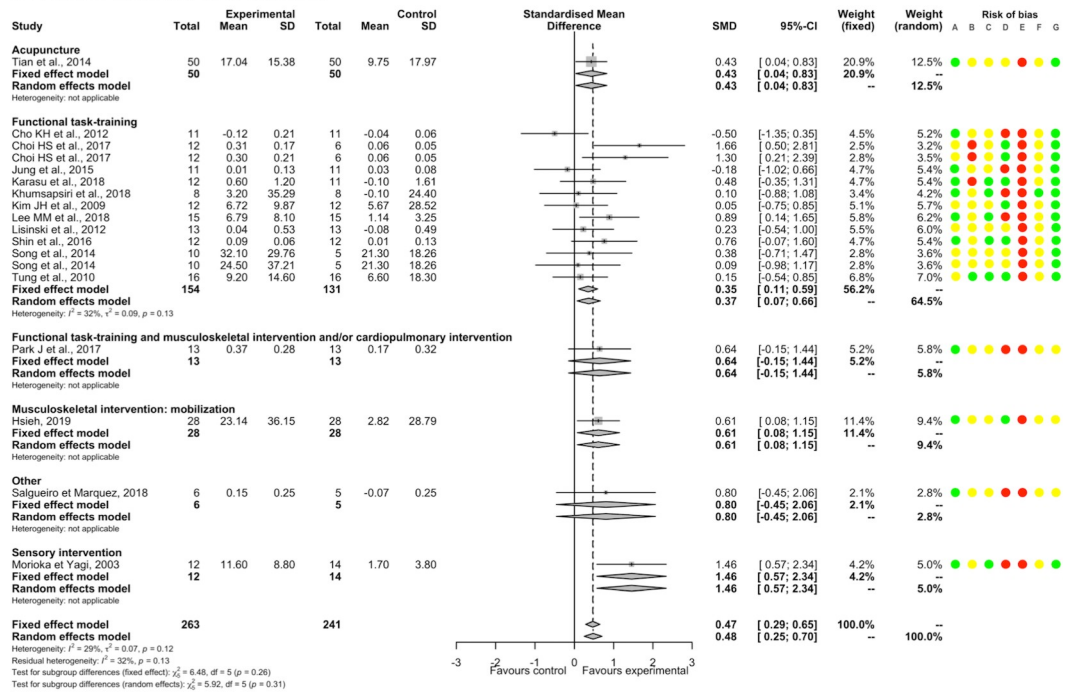 Experimental Control Standardised Mean Weight Weight Risk of bias
Study Total Mean SD Total Mean SD Difference SMD 95%-CI (fixed) (random) A B C D E F G
Acupuncture
Tian et al., 2014 50 17.04 15.38 50 9.75 17.97 0.43 [ 0.04; 0.83] 20.9% 12.5%
Fixed effect model 50 50 0.43 [ 0.04; 0.83] 20.9% --
Random effects model 0.43 [ 0.04; 0.83] -- 12.5%
Heterogeneity: not applicable
Functional task-training
Cho KH et al., 2012 11 -0.12 0.21 11 -0.04 0.06 -0.50 [-1.35; 0.35] 4.5% 5.2%
Choi HS et al., 2017 12 0.31 0.17 6 0.06 0.05 1.66 [ 0.50; 2.81] 2.5% 3.2%
Choi HS et al., 2017 12 0.30 0.21 6 0.06 0.05 1.30 [ 0.21; 2.39] 2.8% 3.5%
Jung et al., 2015 11 0.01 0.13 11 0.03 0.08 -0.18 [-1.02; 0.66] 4.7% 5.4%
Karasu et al., 2018 12 0.60 1.20 11 -0.10 1.61 0.48 [-0.35; 1.31] 4.8% 5.4%
Khumsapsiri et al., 2018 8 3.20 35.29 8 -0.10 24.40 0.10 [-0.88; 1.08] 3.4% 4.2%
Kim JH et al., 2009 12 6.72 9.87 12 5.67 28.52 0.05 [-0.75; 0.85] 5.1% 5.7%
Lee MM et al., 2018 15 6.79 8.10 15 1.14 3.25 0.89 [ 0.14; 1.65] 5.8% 6.2%
Lisinski et al., 2012 13 0.04 0.53 13 -0.08 0.49 0.23 [-0.54; 1.00] 5.5% 6.0%
Shin et al., 2016 12 0.09 0.06 12 0.01 0.13 0.76 [-0.07; 1.60] 4.7% 5.4%
Song et al., 2014 10 32.10 29.76 5 21.30 18.26 0.38 [-0.71; 1.47] 2.8% 3.6%
Song et al., 2014 10 24.50 37.21 5 21.30 18.26 0.09 [-0.98; 1.17] 2.8% 3.6%
Tung et al., 2010 16 9.20 14.60 16 6.60 18.30 0.15 [-0.54; 0.85] 6.8% 7.0%
Fixed effect model 154 131 0.35 [ 0.11; 0.59] 56.2% --
Random effects model 0.37 [ 0.07; 0.66] -- 64.5%
Heterogeneity: I² = 32%, τ² = 0.09, p = 0.13
Functional task-training and musculoskeletal intervention and/or cardiopulmonary intervention
Park J et al., 2017 13 0.37 0.28 13 0.17 0.32 0.64 [-0.15; 1.44] 5.2% 5.8%
Fixed effect model 13 13 0.64 [-0.15; 1.44] 5.2% --
Random effects model 0.64 [-0.15; 1.44] -- 5.8%
Heterogeneity: not applicable
Musculoskeletal intervention: mobilization
Hsieh, 2019 28 23.14 36.15 28 2.82 28.79 0.61 [ 0.08; 1.15] 11.4% 9.4%
Fixed effect model 28 28 0.61 [ 0.08; 1.15] 11.4% --
Random effects model 0.61 [ 0.08; 1.15] -- 9.4%
Heterogeneity: not applicable
Other
Salgueiro et Marquez, 2018 6 0.15 0.25 5 -0.07 0.25 0.80 [-0.45; 2.06] 2.1% 2.8%
Fixed effect model 6 5 0.80 [-0.45; 2.06] 2.1% --
Random effects model 0.80 [-0.45; 2.06] -- 2.8%
Heterogeneity: not applicable
Sensory intervention
Morioka et Yagi, 2003 12 11.60 8.80 14 1.70 3.80 1.46 [ 0.57; 2.34] 4.2% 5.0%
Fixed effect model 12 14 1.46 [ 0.57; 2.34] 4.2% --
Random effects model 1.46 [ 0.57; 2.34] -- 5.0%
Heterogeneity: not applicable
Fixed effect model 263 241 0.47 [ 0.29; 0.65] 100.0% --
Random effects model 0.48 [ 0.25; 0.70] -- 100.0%
Heterogeneity: I² = 29%, τ² = 0.07, p = 0.12
Residual heterogeneity: I² = 32%, p = 0.13
-3 -2 -1 0 1 2 3
Favours control Favours experimental
Test for subgroup differences (fixed effect): χ²₅ = 6.48, df = 5 (p = 0.26)
Test for subgroup differences (random effects): χ²₅ = 5.92, df = 5 (p = 0.31)